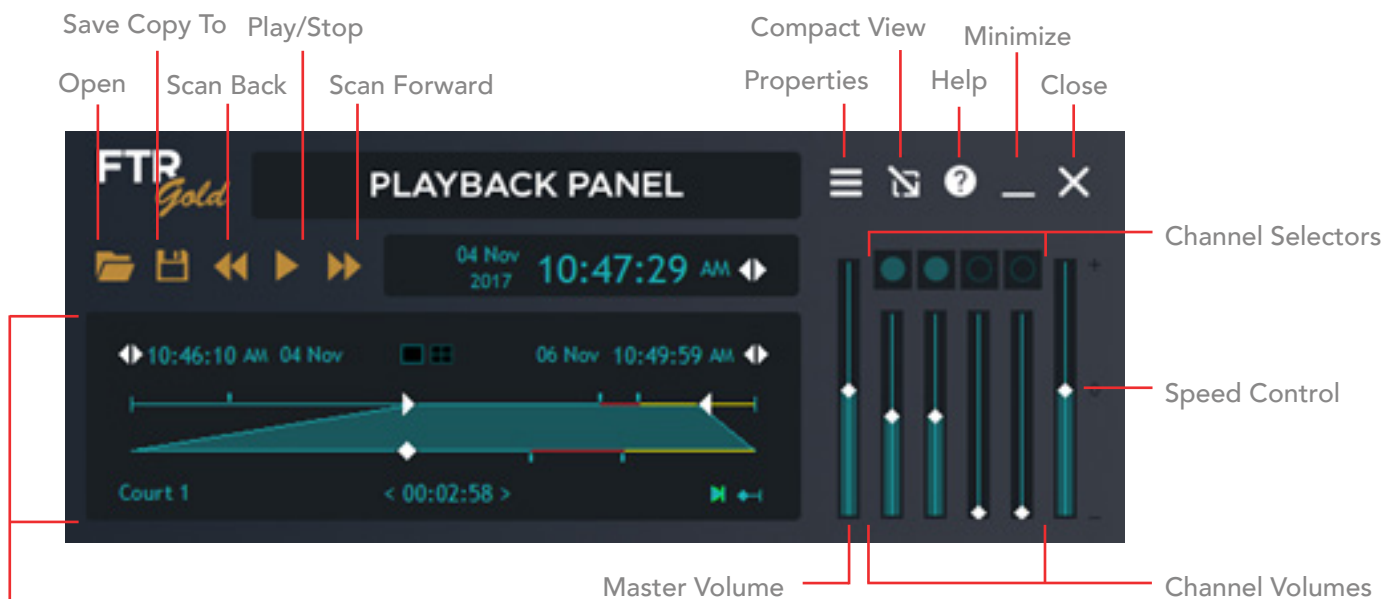 Save Copy To Play/Stop Compact View Minimize
Open Scan Back Scan Forward Properties Help Close
FTR
Gold
PLAYBACK PANEL
04 Nov
2017
10:47:29 AM
Channel Selectors
+
10:46:10 AM 04 Nov 06 Nov 10:49:59 AM
Speed Control
Court 1 < 00:02:58 >
Master Volume Channel Volumes